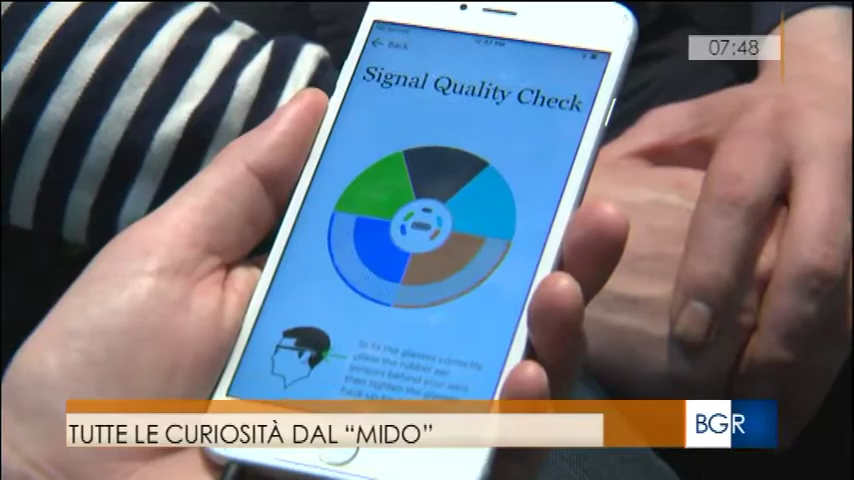 07:48
Back
Signal Quality Check
To fit the glasses correctly,
place the rubber ear
sensors behind your ears
then tighten the glasses
TUTTE LE CURIOSITÀ DAL “MIDO”
BGR